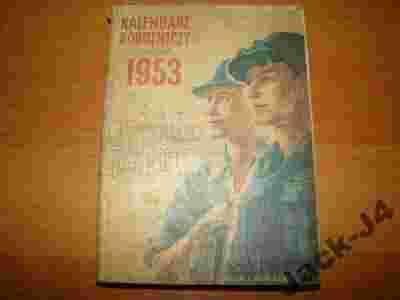 KALENDARZ
ROBOTNICZY
1953
Jack-J4